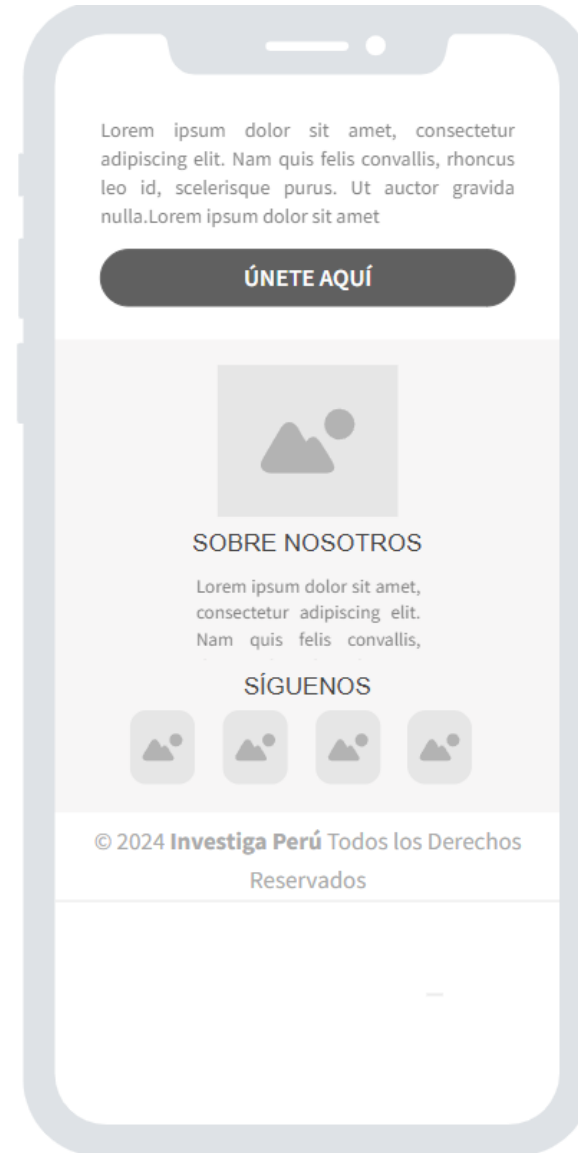 Lorem ipsum dolor sit amet, consectetur
adipiscing elit. Nam quis felis convallis, rhoncus
leo id, scelerisque purus. Ut auctor gravida
nulla.Lorem ipsum dolor sit amet
ÚNETE AQUÍ
SOBRE NOSOTROS
Lorem ipsum dolor sit amet,
consectetur adipiscing elit.
Nam quis felis convallis,
SÍGUENOS
© 2024 Investiga Perú Todos los Derechos
Reservados